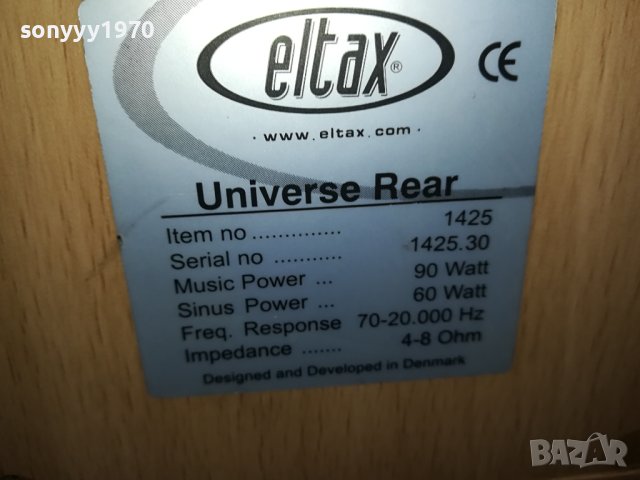 sonyyy1970
eltax®
· www.eltax.com ·
CE
Universe Rear
Item no .............. 1425
Serial no ........... 1425.30
Music Power ... 90 Watt
Sinus Power ... 60 Watt
Freq. Response 70-20.000 Hz
Impedance ....... 4-8 Ohm
Designed and Developed in Denmark
BAZAR